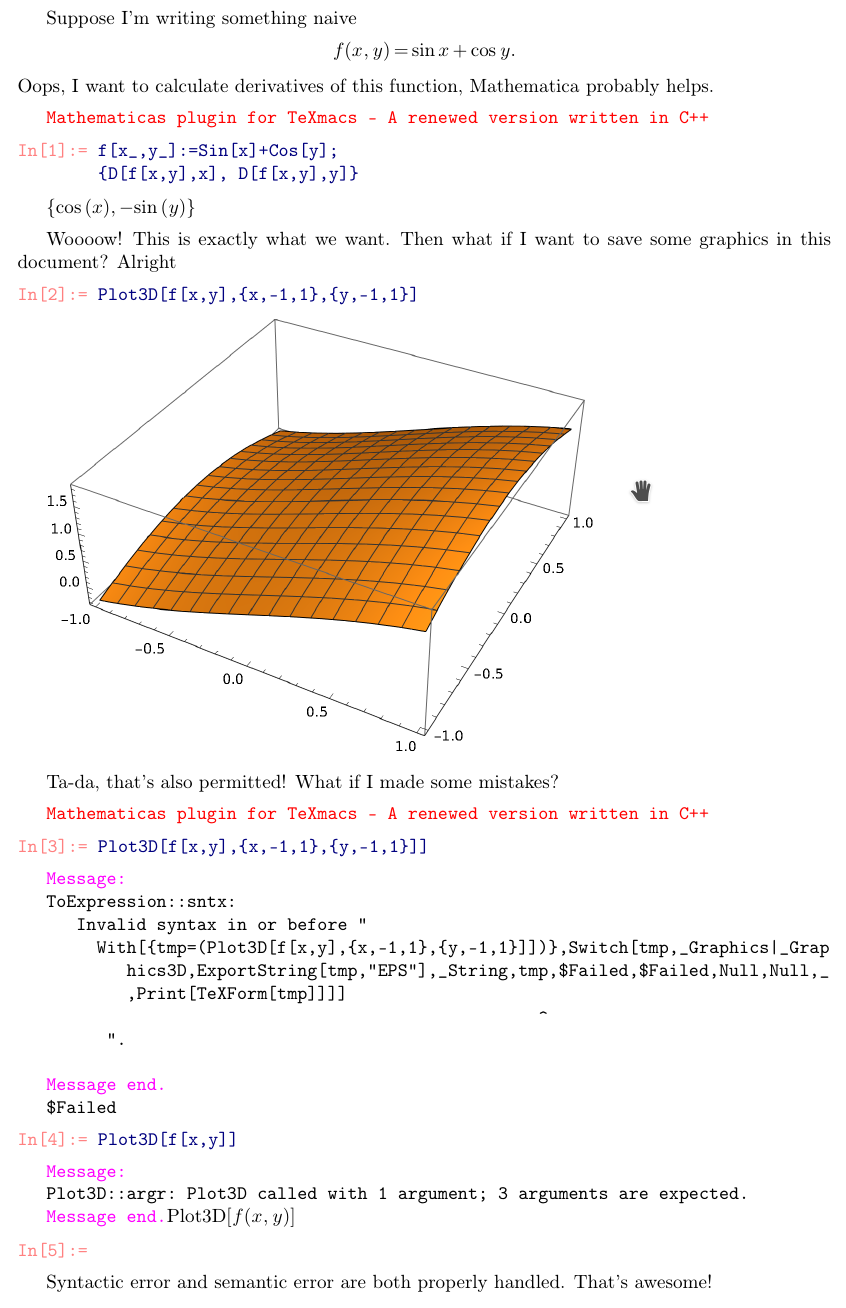 Suppose I'm writing something naive
f(x, y) = sin x + cos y.
Oops, I want to calculate derivatives of this function, Mathematica probably helps.
Mathematicas plugin for TeXmacs - A renewed version written in C++
In[1]:= f[x_,y_]:=Sin[x]+Cos[y];
{D[f[x,y],x], D[f[x,y],y]}
{cos (x), −sin (y)}
Woooow! This is exactly what we want. Then what if I want to save some graphics in this
document? Alright
In[2]:= Plot3D[f[x,y],{x,-1,1},{y,-1,1}]
1.5
1.0
0.5
0.0
−1.0
−0.5
0.0
0.5
1.0
−1.0
−0.5
0.0
0.5
1.0
Ta-da, that's also permitted! What if I made some mistakes?
Mathematicas plugin for TeXmacs - A renewed version written in C++
In[3]:= Plot3D[f[x,y],{x,-1,1},{y,-1,1}]]
Message:
ToExpression::sntx:
Invalid syntax in or before "
With[{tmp=(Plot3D[f[x,y],{x,-1,1},{y,-1,1}]])},Switch[tmp,_Graphics|_Grap
hics3D,ExportString[tmp,"EPS"],_String,tmp,$Failed,$Failed,Null,Null,_
,Print[TeXForm[tmp]]]]
^
".
Message end.
$Failed
In[4]:= Plot3D[f[x,y]]
Message:
Plot3D::argr: Plot3D called with 1 argument; 3 arguments are expected.
Message end.Plot3D[f(x, y)]
In[5]:=
Syntactic error and semantic error are both properly handled. That's awesome!